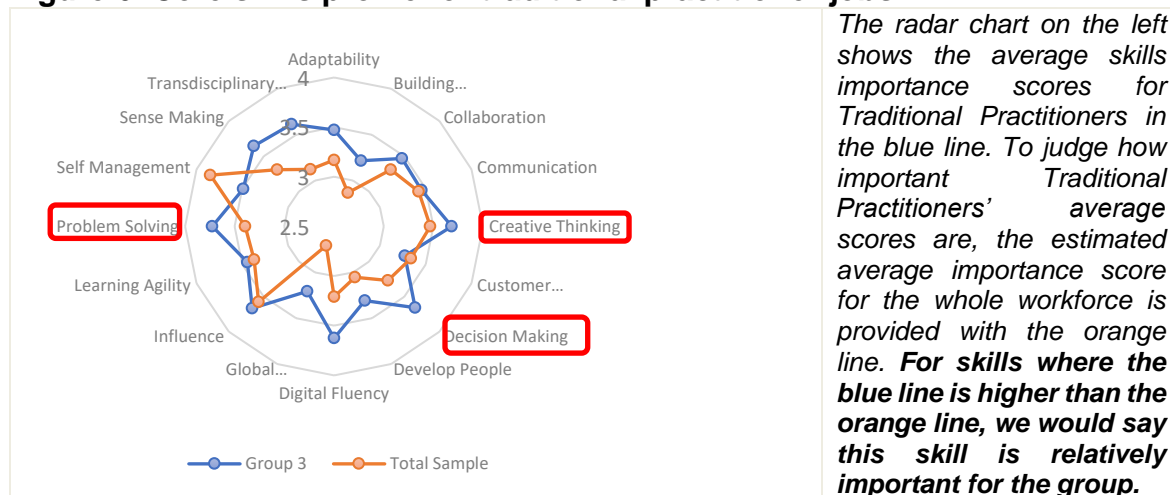 profile traditional practitioner jobs
Adaptability
4
Building...
Transdisciplinary...
Collaboration
Sense Making
3.5
Communication
Self Management
3
Creative Thinking
Problem Solving
2.5
Customer...
Learning Agility
Decision Making
Influence
Develop People
Global...
Digital Fluency
Group 3
Total Sample
The radar chart on the left
shows the average skills
importance scores for
Traditional Practitioners in
the blue line. To judge how
important Traditional
Practitioners' average
scores are, the estimated
average importance score
for the whole workforce is
provided with the orange
line. For skills where the
blue line is higher than the
orange line, we would say
this skill is relatively
important for the group.